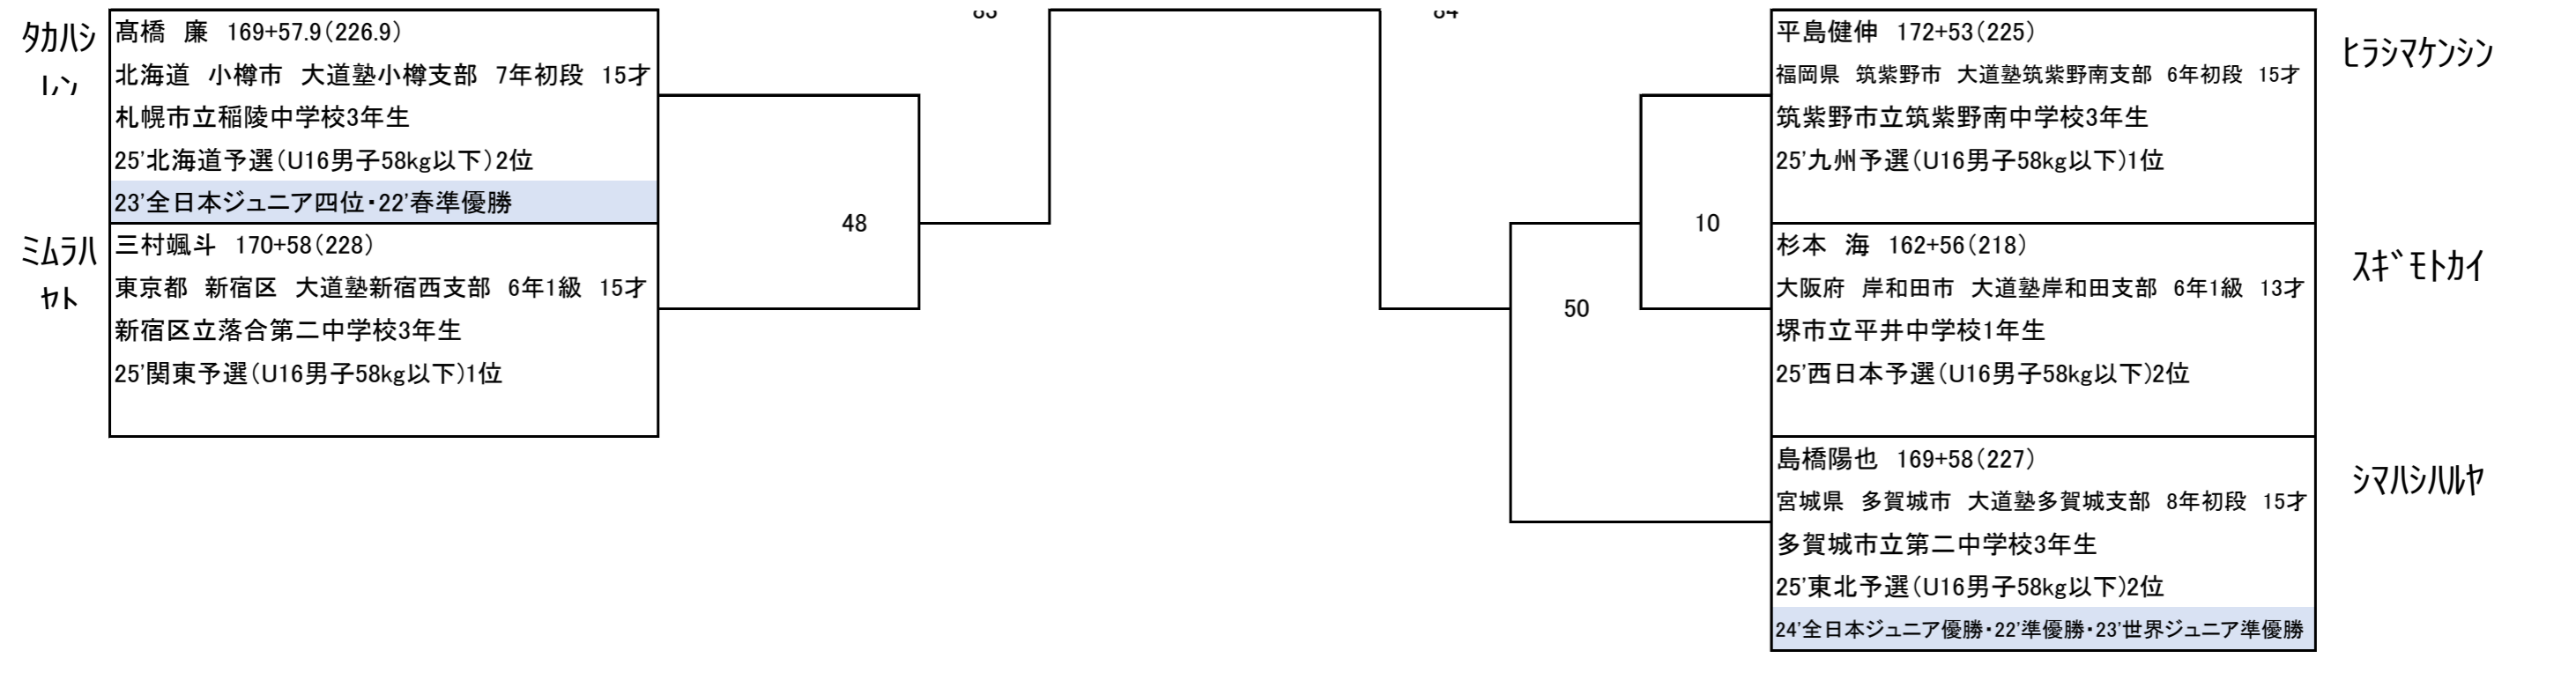 タカハシ
レン
髙橋　廉　169+57.9（226.9）
北海道　小樽市　大道塾小樽支部　7年初段　15才
札幌市立稲陵中学校3年生
25'北海道予選（U16男子58kg以下）2位
23'全日本ジュニア四位・22'春準優勝
ミムラハ
ヤト
三村颯斗　170+58（228）
東京都　新宿区　大道塾新宿西支部　6年1級　15才
新宿区立落合第二中学校3年生
25'関東予選（U16男子58kg以下）1位
48
50
10
平島健伸　172+53（225）
福岡県　筑紫野市　大道塾筑紫野南支部　6年初段　15才
筑紫野市立筑紫野南中学校3年生
25'九州予選（U16男子58kg以下）1位
ヒラシマケンシン
杉本　海　162+56（218）
大阪府　岸和田市　大道塾岸和田支部　6年1級　13才
堺市立平井中学校1年生
25'西日本予選（U16男子58kg以下）2位
スギモトカイ
島橋陽也　169+58（227）
宮城県　多賀城市　大道塾多賀城支部　8年初段　15才
多賀城市立第二中学校3年生
25'東北予選（U16男子58kg以下）2位
24'全日本ジュニア優勝・22'準優勝・23'世界ジュニア準優勝
シマハシハルヤ